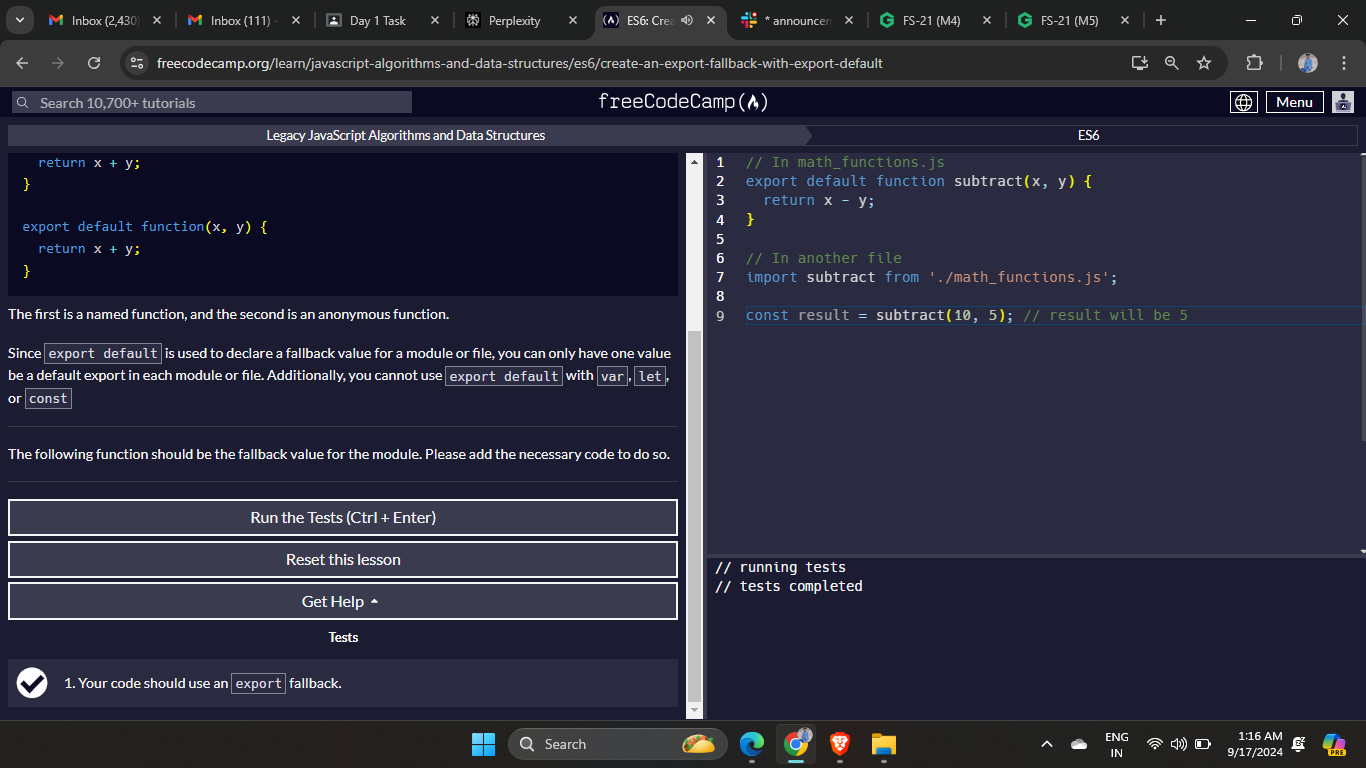 Inbox (2,430)
Inbox (111) -
Day 1 Task
Perplexity
ES6: Crea
* announcen
FS-21 (M4)
FS-21 (M5)
freecodecamp.org/learn/javascript-algorithms-and-data-structures/es6/create-an-export-fallback-with-export-default
Search 10,700+ tutorials
freeCodeCamp
Menu
Legacy JavaScript Algorithms and Data Structures
ES6
return x + y;
}
export default function(x, y) {
return x + y;
}
The first is a named function, and the second is an anonymous function.
Since export default is used to declare a fallback value for a module or file, you can only have one value
be a default export in each module or file. Additionally, you cannot use export default with var, let,
or const
The following function should be the fallback value for the module. Please add the necessary code to do so.
Run the Tests (Ctrl + Enter)
Reset this lesson
Get Help
Tests
1. Your code should use an export fallback.
1 // In math_functions.js
2 export default function subtract(x, y) {
3 return x - y;
4 }
5
6 // In another file
7 import subtract from './math_functions.js';
8
9 const result = subtract(10, 5); // result will be 5
// running tests
// tests completed
Search
ENG
IN
1:16 AM
9/17/2024
PRE